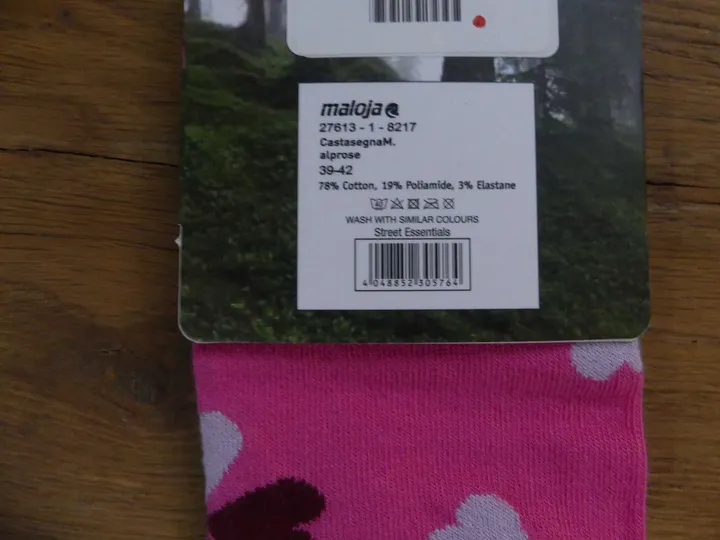 maloja
27613 - 1 - 8217
CastasegnaM.
alprose
39-42
78% Cotton, 19% Poliamide, 3% Elastane
WASH WITH SIMILAR COLOURS
Street Essentials
4 048852 305764